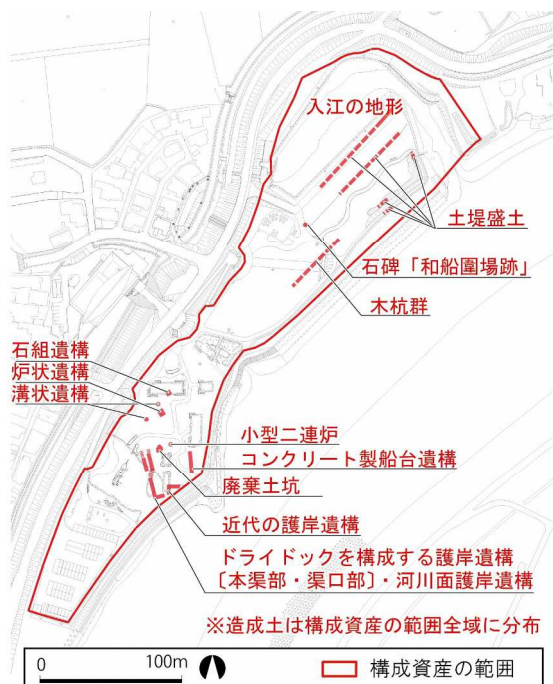 入江の地形
土堤盛土
石碑「和船圍場跡」
木杭群
石組遺構
炉状遺構
溝状遺構
小型二連炉
コンクリート製船台遺構
廃棄土坑
近代の護岸遺構
ドライドックを構成する護岸遺構
〔本渠部・渠口部〕・河川面護岸遺構
※造成土は構成資産の範囲全域に分布
0 100m 構成資産の範囲